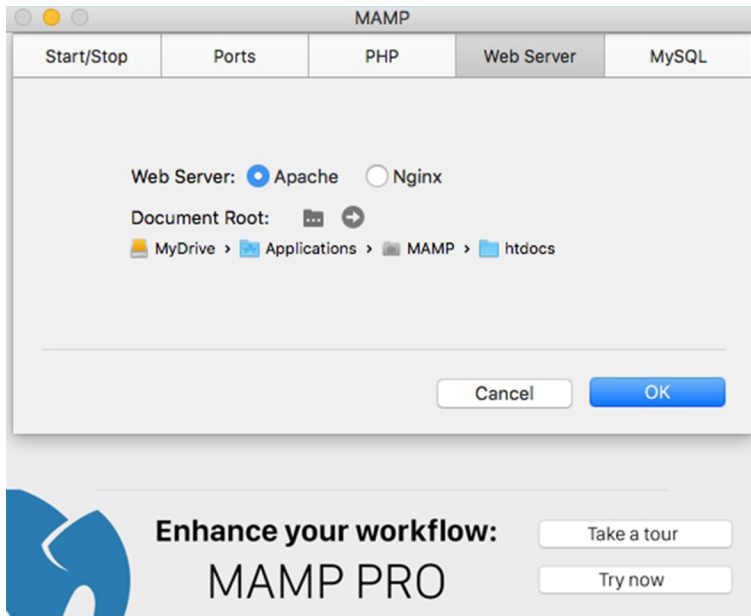 MAMP
Start/Stop Ports PHP Web Server MySQL
Web Server: Apache Nginx
Document Root:
MyDrive › Applications › MAMP › htdocs
Cancel OK
Enhance your workflow:
MAMP PRO
Take a tour
Try now